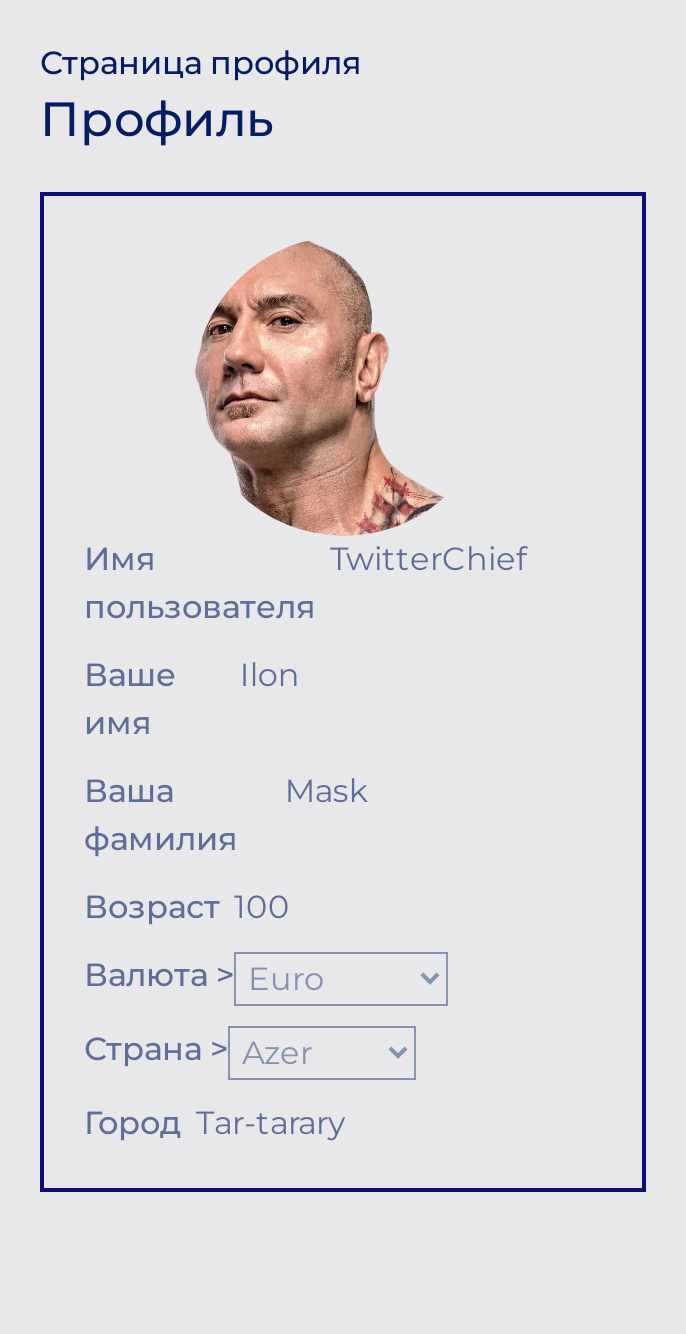 Страница профиля
Профиль
Имя пользователя TwitterChief
Ваше имя Ilon
Ваша фамилия Mask
Возраст 100
Валюта > Euro
Страна > Azer
Город Tar-tarary